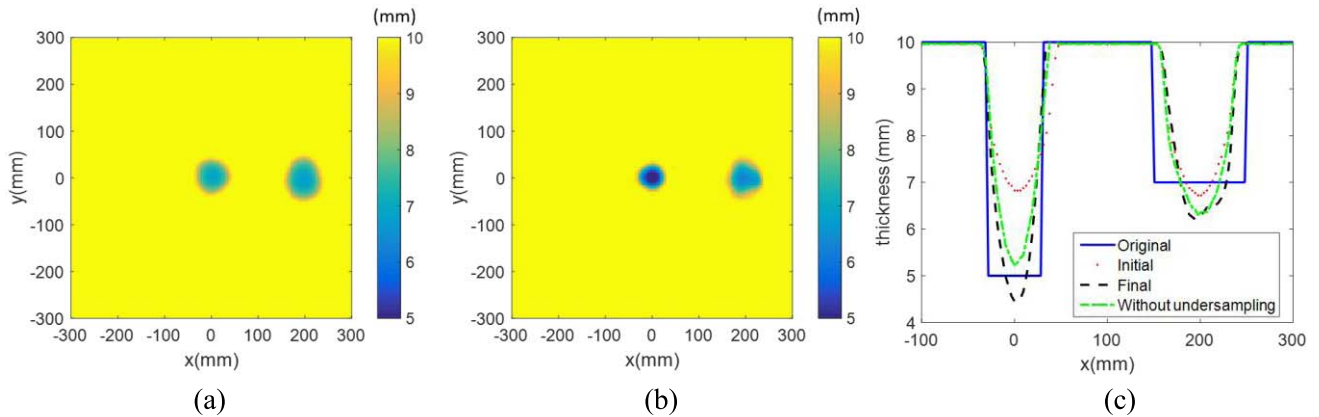 (mm)
300
200
100
0
-100
-200
-300
y(mm)
-300 -200 -100 0 100 200 300
x(mm)
10
9
8
7
6
5
(a)
(mm)
300
200
100
0
-100
-200
-300
y(mm)
-300 -200 -100 0 100 200 300
x(mm)
10
9
8
7
6
5
(b)
10
9
8
7
6
5
4
thickness (mm)
-100 0 100 200 300
x(mm)
Original
Initial
Final
Without undersampling
(c)